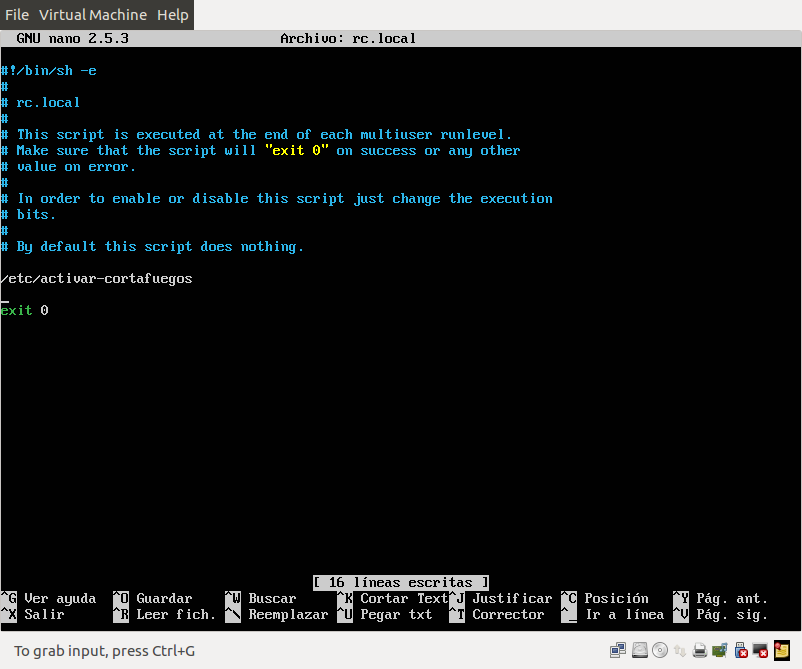 File Virtual Machine Help
GNU nano 2.5.3 Archivo: rc.local
#!/bin/sh -e
#
# rc.local
#
# This script is executed at the end of each multiuser runlevel.
# Make sure that the script will "exit 0" on success or any other
# value on error.
#
# In order to enable or disable this script just change the execution
# bits.
#
# By default this script does nothing.
/etc/activar-cortafuegos
exit 0
[ 16 líneas escritas ]
^G Ver ayuda ^O Guardar ^W Buscar ^K Cortar Text ^J Justificar ^C Posición ^Y Pág. ant.
^X Salir ^R Leer fich. ^\ Reemplazar ^U Pegar txt ^T Corrector ^_ Ir a línea ^V Pág. sig.
To grab input, press Ctrl+G